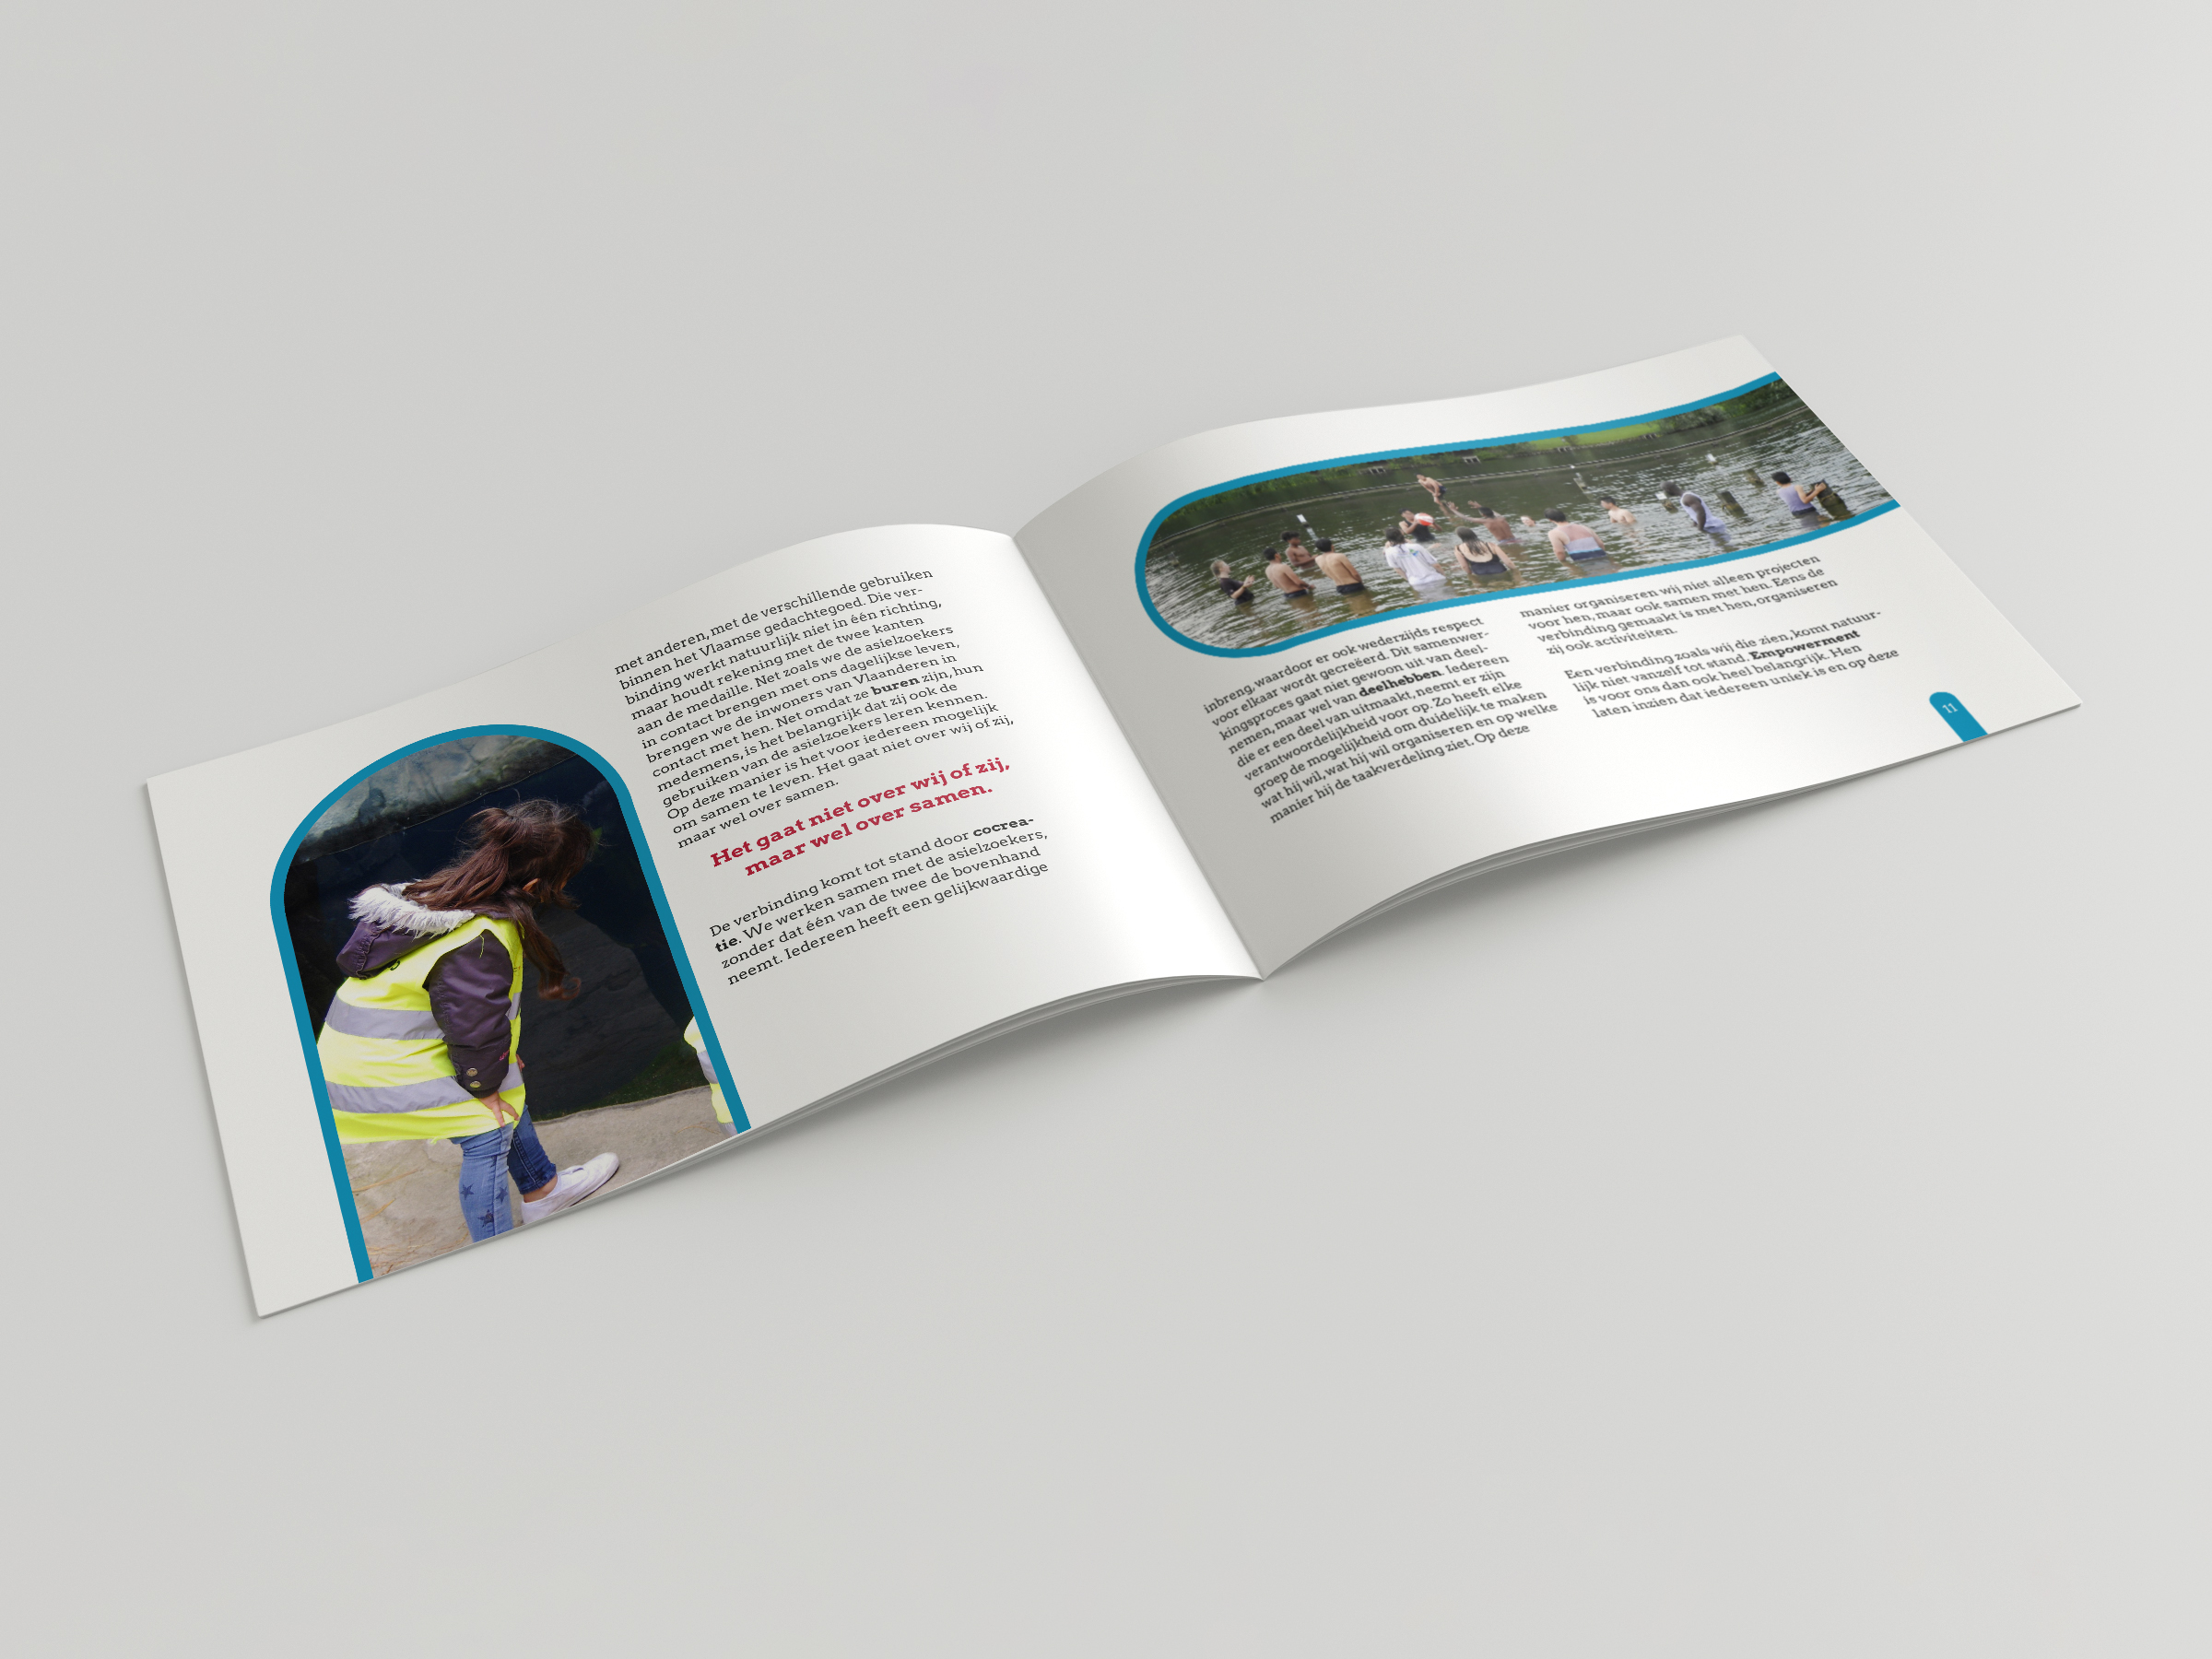 met anderen, met de verschillende gebruiken
binnen het Vlaamse gedachtegoed. Die ver-
binding werkt natuurlijk niet in één richting,
maar houdt rekening met de twee kanten
aan de medaille. Net zoals we de asielzoekers
in contact brengen met ons dagelijkse leven,
brengen we de inwoners van Vlaanderen in
contact met hen. Net omdat ze buren zijn, hun
medemens, is het belangrijk dat zij ook de
gebruiken van de asielzoekers leren kennen.
Op deze manier is het voor iedereen mogelijk
om samen te leven. Het gaat niet over wij of zij,
maar wel over samen.
Het gaat niet over wij of zij,
maar wel over samen.
De verbinding komt tot stand door cocrea-
tie. We werken samen met de asielzoekers,
zonder dat één van de twee de bovenhand
neemt. Iedereen heeft een gelijkwaardige
inbreng, waardoor er ook wederzijds respect
voor elkaar wordt gecreëerd. Dit samenwer-
kingsproces gaat niet gewoon uit van deel-
nemen, maar wel van deelhebben. Iedereen
die er een deel van uitmaakt, neemt er zijn
verantwoordelijkheid voor op. Zo heeft elke
groep de mogelijkheid om duidelijk te maken
wat hij wil, wat hij wil organiseren en op welke
manier hij de taakverdeling ziet. Op deze
manier organiseren wij niet alleen projecten
voor hen, maar ook samen met hen. Eens de
verbinding gemaakt is met hen, organiseren
zij ook activiteiten.
Een verbinding zoals wij die zien, komt natuur-
lijk niet vanzelf tot stand. Empowerment
is voor ons dan ook heel belangrijk. Hen
laten inzien dat iedereen uniek is en op deze
11